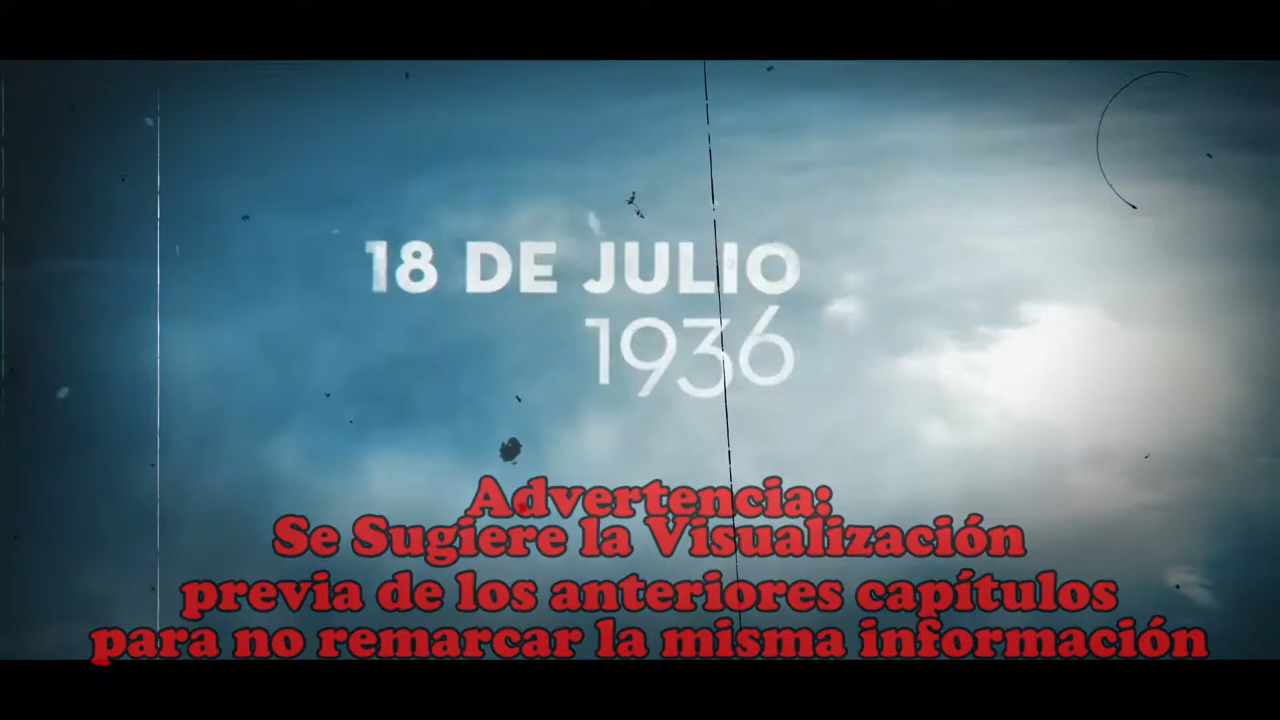 18 DE JULIO
1936
Advertencia:
Se Sugiere la Visualización
previa de los anteriores capítulos
para no remarcar la misma información